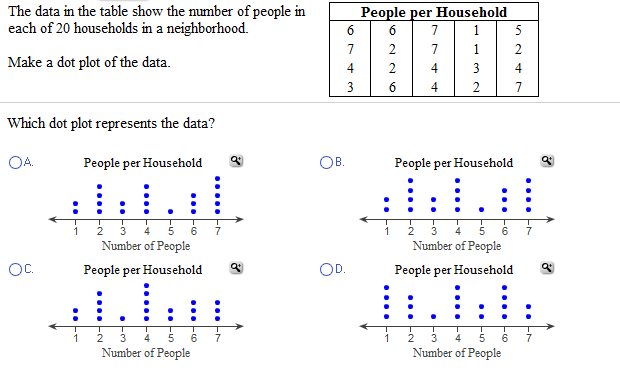 The data in the table show the number of people in
each of 20 households in a neighborhood.
Make a dot plot of the data.
People per Household
6 6 7 1 5
7 2 7 1 2
4 2 4 3 4
3 6 4 2 7
Which dot plot represents the data?
A. People per Household
1 2 3 4 5 6 7
Number of People
B. People per Household
1 2 3 4 5 6 7
Number of People
C. People per Household
1 2 3 4 5 6 7
Number of People
D. People per Household
1 2 3 4 5 6 7
Number of People